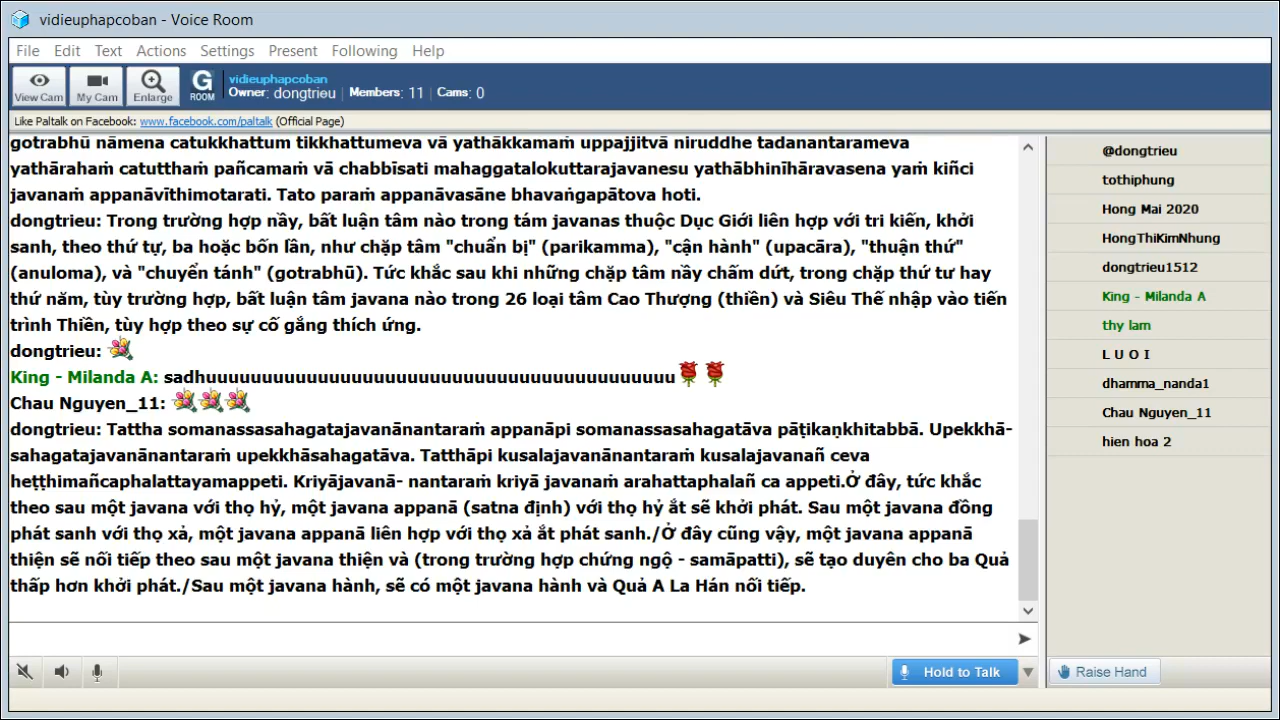 vidieuphapcoban - Voice Room
File Edit Text Actions Settings Present Following Help
View Cam
My Cam
Enlarge
G
ROOM
vidieuphapcoban
Owner: dongtrieu | Members: 11 | Cams: 0
Like Paltalk on Facebook: www.facebook.com/paltalk (Official Page)
gotrabhū nāmena catukkhattum tikkhattumeva vā yathākkamaṁ uppajjitvā niruddhe tadanantarameva
yathārahaṁ catutthaṁ pañcamaṁ vā chabbīsati mahaggatalokuttarajavanesu yathābhinīhāravasena yaṁ kiñci
javanaṁ appanāvīthimotarati. Tato paraṁ appanāvasāne bhavaṅgapātova hoti.
dongtrieu: Trong trường hợp nầy, bất luận tâm nào trong tám javanas thuộc Dục Giới liên hợp với tri kiến, khởi
sanh, theo thứ tự, ba hoặc bốn lần, như chặp tâm "chuẩn bị" (parikamma), "cận hành" (upacāra), "thuận thứ"
(anuloma), và "chuyển tánh" (gotrabhū). Tức khắc sau khi những chặp tâm nầy chấm dứt, trong chặp thứ tư hay
thứ năm, tùy trường hợp, bất luận tâm javana nào trong 26 loại tâm Cao Thượng (thiền) và Siêu Thế nhập vào tiến
trình Thiền, tùy hợp theo sự cố gắng thích ứng.
dongtrieu:
King - Milanda A: sadhuuuuuuuuuuuuuuuuuuuuuuuuuuuuuuuuuuuuuuuuuu
Chau Nguyen_11:
dongtrieu: Tattha somanassasahagatajavanānantaraṁ appanāpi somanassasahagatāva pāṭikaṇkhitabbā. Upekkhā-
sahagatajavanānantaraṁ upekkhāsahagatāva. Tatthāpi kusalajavanānantaraṁ kusalajavanañ ceva
heṭṭhimañcaphalattayamappeti. Kriyājavanā- nantaraṁ kriyā javanaṁ arahattaphalañ ca appeti.Ở đây, tức khắc
theo sau một javana với thọ hỷ, một javana appanā (satna định) với thọ hỷ ắt sẽ khởi phát. Sau một javana đồng
phát sanh với thọ xả, một javana appanā liên hợp với thọ xả ắt phát sanh./Ở đây cũng vậy, một javana appanā
thiện sẽ nối tiếp theo sau một javana thiện và (trong trường hợp chứng ngộ - samāpatti), sẽ tạo duyên cho ba Quả
thấp hơn khởi phát./Sau một javana hành, sẽ có một javana hành và Quả A La Hán nối tiếp.
@dongtrieu
tothiphung
Hong Mai 2020
HongThiKimNhung
dongtrieu1512
King - Milanda A
thy lam
L U O I
dhamma_nanda1
Chau Nguyen_11
hien hoa 2
Hold to Talk
Raise Hand